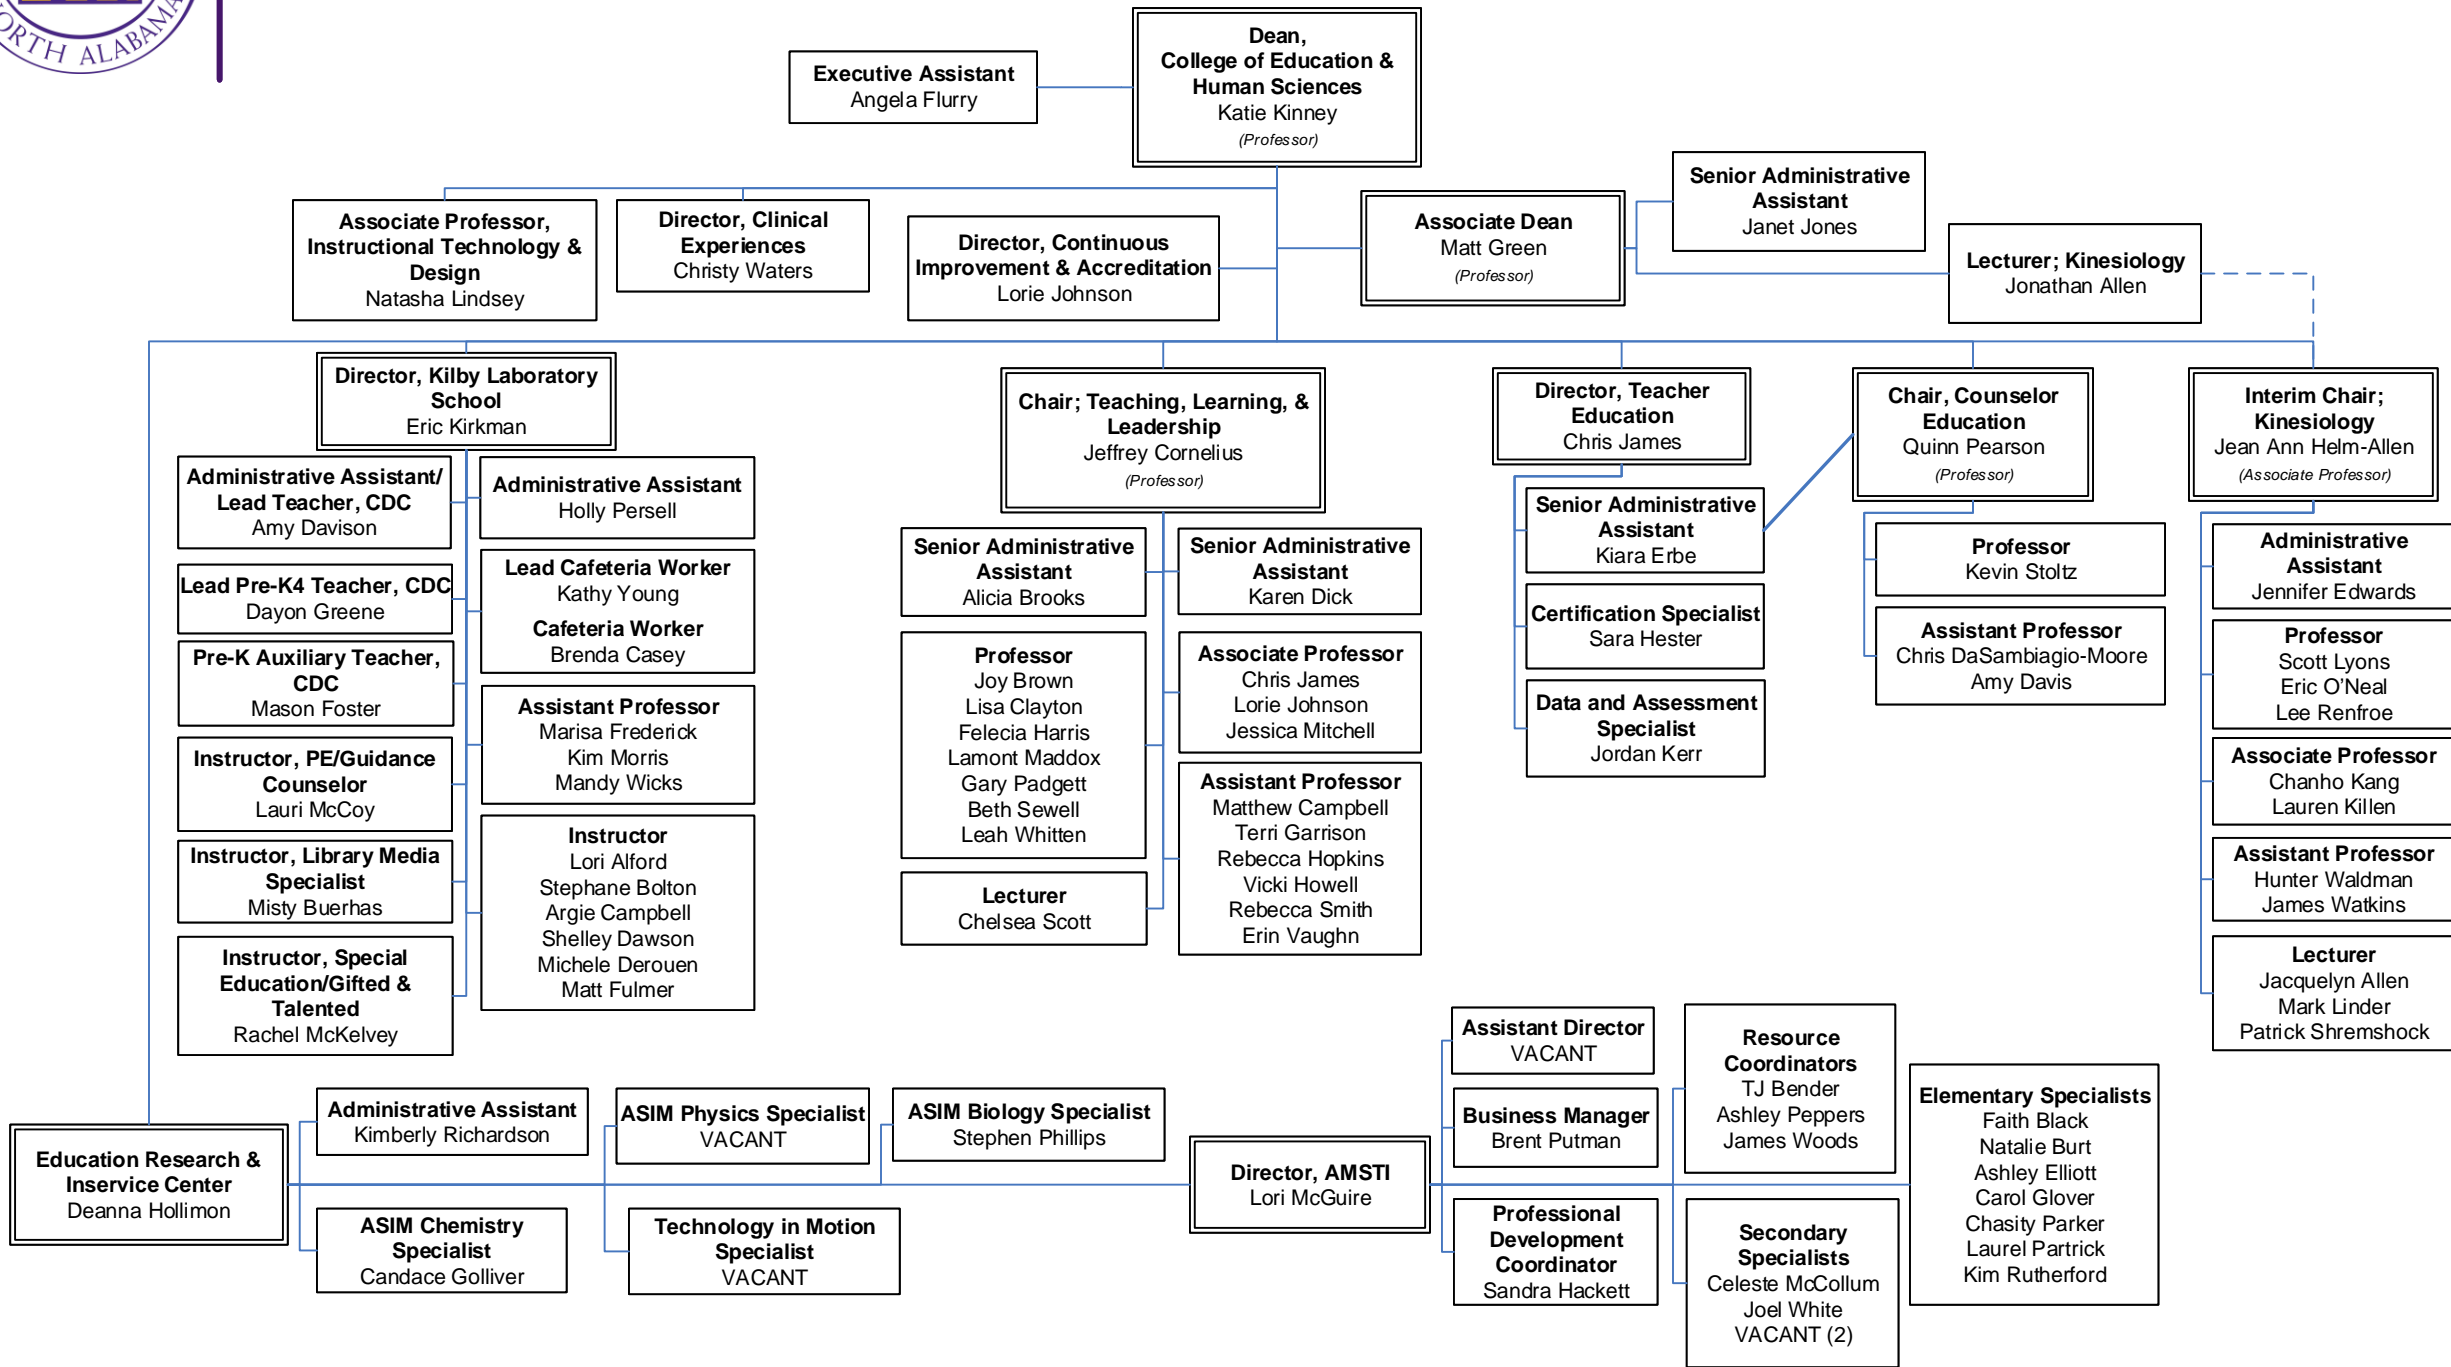 NORTH ALABAMA
Dean,
College of Education &
Human Sciences
Katie Kinney
(Professor)
Executive Assistant
Angela Flurry
Associate Professor,
Instructional Technology &
Design
Natasha Lindsey
Director, Clinical
Experiences
Christy Waters
Director, Continuous
Improvement & Accreditation
Lorie Johnson
Associate Dean
Matt Green
(Professor)
Senior Administrative
Assistant
Janet Jones
Lecturer; Kinesiology
Jonathan Allen
Director, Kilby Laboratory
School
Eric Kirkman
Administrative Assistant/
Lead Teacher, CDC
Amy Davison
Lead Pre-K4 Teacher, CDC
Dayon Greene
Pre-K Auxiliary Teacher,
CDC
Mason Foster
Instructor, PE/Guidance
Counselor
Lauri McCoy
Instructor, Library Media
Specialist
Misty Buerhas
Instructor, Special
Education/Gifted &
Talented
Rachel McKelvey
Administrative Assistant
Holly Persell
Lead Cafeteria Worker
Kathy Young
Cafeteria Worker
Brenda Casey
Assistant Professor
Marisa Frederick
Kim Morris
Mandy Wicks
Instructor
Lori Alford
Stephane Bolton
Argie Campbell
Shelley Dawson
Michele Derouen
Matt Fulmer
Chair; Teaching, Learning, &
Leadership
Jeffrey Cornelius
(Professor)
Senior Administrative
Assistant
Alicia Brooks
Professor
Joy Brown
Lisa Clayton
Felecia Harris
Lamont Maddox
Gary Padgett
Beth Sewell
Leah Whitten
Lecturer
Chelsea Scott
Senior Administrative
Assistant
Karen Dick
Associate Professor
Chris James
Lorie Johnson
Jessica Mitchell
Assistant Professor
Matthew Campbell
Terri Garrison
Rebecca Hopkins
Vicki Howell
Rebecca Smith
Erin Vaughn
Director, Teacher
Education
Chris James
Senior Administrative
Assistant
Kiara Erbe
Certification Specialist
Sara Hester
Data and Assessment
Specialist
Jordan Kerr
Chair, Counselor
Education
Quinn Pearson
(Professor)
Professor
Kevin Stoltz
Assistant Professor
Chris DaSambiagio-Moore
Amy Davis
Interim Chair;
Kinesiology
Jean Ann Helm-Allen
(Associate Professor)
Administrative
Assistant
Jennifer Edwards
Professor
Scott Lyons
Eric O’Neal
Lee Renfroe
Associate Professor
Chanho Kang
Lauren Killen
Assistant Professor
Hunter Waldman
James Watkins
Lecturer
Jacquelyn Allen
Mark Linder
Patrick Shremshock
Education Research &
Inservice Center
Deanna Hollimon
Administrative Assistant
Kimberly Richardson
ASIM Chemistry
Specialist
Candace Golliver
ASIM Physics Specialist
VACANT
Technology in Motion
Specialist
VACANT
ASIM Biology Specialist
Stephen Phillips
Director, AMSTI
Lori McGuire
Assistant Director
VACANT
Business Manager
Brent Putman
Professional
Development
Coordinator
Sandra Hackett
Resource
Coordinators
TJ Bender
Ashley Peppers
James Woods
Secondary
Specialists
Celeste McCollum
Joel White
VACANT (2)
Elementary Specialists
Faith Black
Natalie Burt
Ashley Elliott
Carol Glover
Chasity Parker
Laurel Partrick
Kim Rutherford